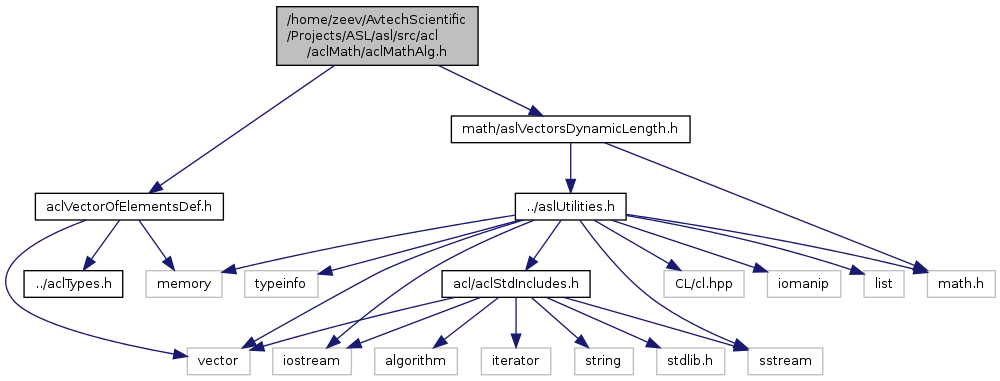 /home/zeev/AvtechScientific
/Projects/ASL/asl/src/acl
/aclMath/aclMathAlg.h
math/aslVectorsDynamicLength.h
aclVectorOfElementsDef.h
../aslUtilities.h
../aclTypes.h
memory
typeinfo
acl/aclStdIncludes.h
CL/cl.hpp
iomanip
list
math.h
vector
iostream
algorithm
iterator
string
stdlib.h
sstream